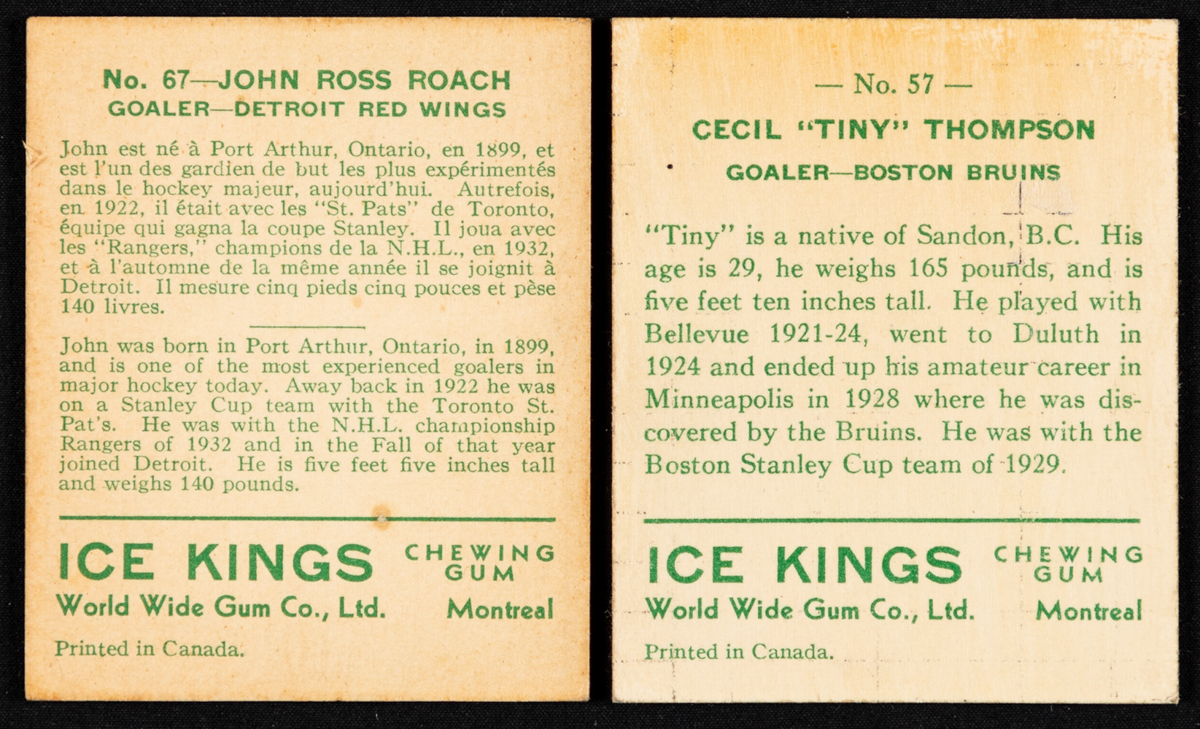 No. 67—JOHN ROSS ROACH
GOALER—DETROIT RED WINGS
John est né à Port Arthur, Ontario, en 1899, et
est l'un des gardien de but les plus expérimentés
dans le hockey majeur, aujourd'hui. Autrefois,
en 1922, il était avec les "St. Pats" de Toronto,
équipe qui gagna la coupe Stanley. Il joua avec
les "Rangers," champions de la N.H.L., en 1932,
et à l'automne de la même année il se joignit à
Detroit. Il mesure cinq pieds cinq pouces et pèse
140 livres.
John was born in Port Arthur, Ontario, in 1899,
and is one of the most experienced goalers in
major hockey today. Away back in 1922 he was
on a Stanley Cup team with the Toronto St.
Pat's. He was with the N.H.L. championship
Rangers of 1932 and in the Fall of that year
joined Detroit. He is five feet five inches tall
and weighs 140 pounds.
ICE KINGS CHEWING GUM
World Wide Gum Co., Ltd. Montreal
Printed in Canada.
— No. 57 —
CECIL "TINY" THOMPSON
GOALER—BOSTON BRUINS
"Tiny" is a native of Sandon, B.C. His
age is 29, he weighs 165 pounds, and is
five feet ten inches tall. He played with
Bellevue 1921-24, went to Duluth in
1924 and ended up his amateur career in
Minneapolis in 1928 where he was dis-
covered by the Bruins. He was with the
Boston Stanley Cup team of 1929.
ICE KINGS CHEWING GUM
World Wide Gum Co., Ltd. Montreal
Printed in Canada.